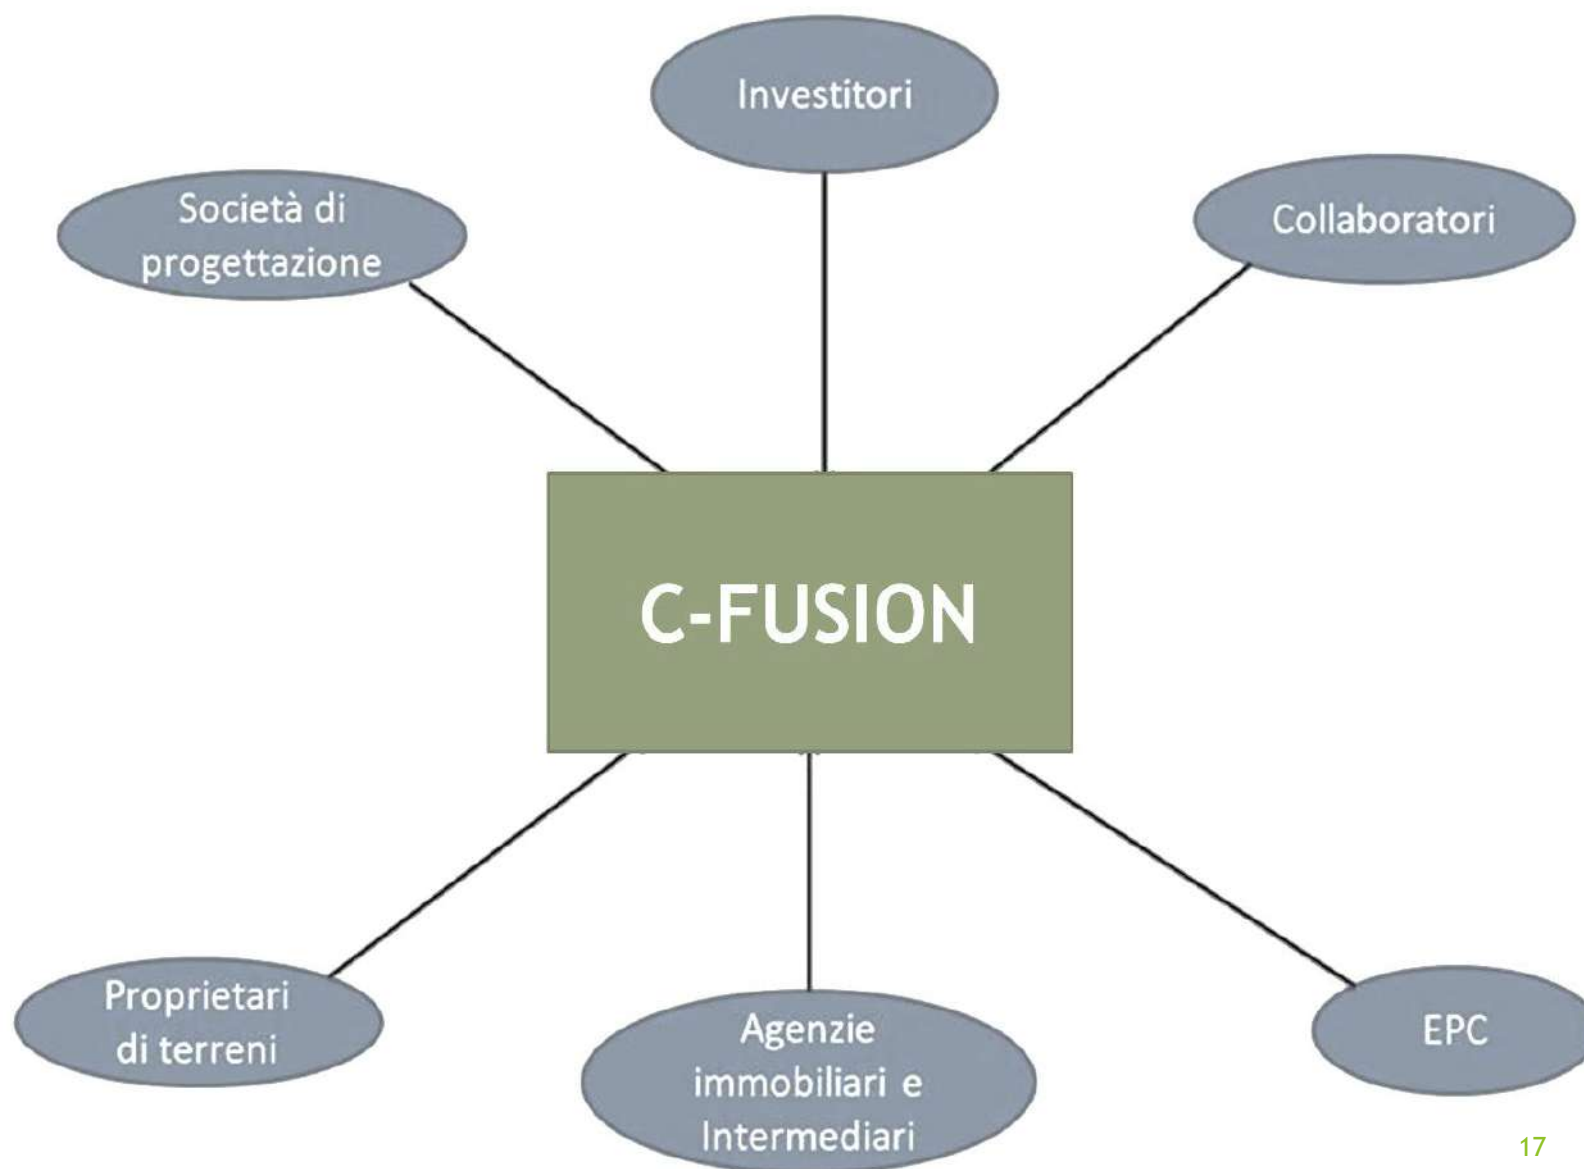 Investitori
Società di
progettazione
Collaboratori
C-FUSION
Proprietari
di terreni
Agenzie
immobiliari e
Intermediari
EPC
17